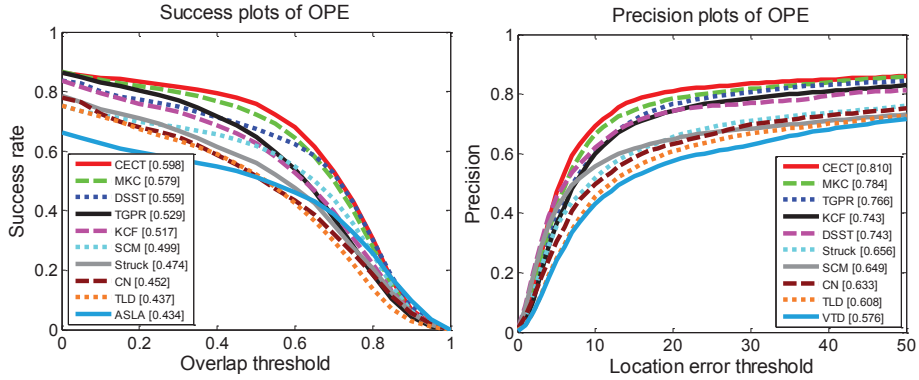 Success plots of OPE
1
0.8
0.6
0.4
0.2
0
Success rate
CECT [0.598]
MKC [0.579]
DSST [0.559]
TGPR [0.529]
KCF [0.517]
SCM [0.499]
Struck [0.474]
CN [0.452]
TLD [0.437]
ASLA [0.434]
0 0.2 0.4 0.6 0.8 1
Overlap threshold
Precision plots of OPE
1
0.8
0.6
0.4
0.2
0
Precision
CECT [0.810]
MKC [0.784]
TGPR [0.766]
KCF [0.743]
DSST [0.743]
Struck [0.656]
SCM [0.649]
CN [0.633]
TLD [0.608]
VTD [0.576]
0 10 20 30 40 50
Location error threshold